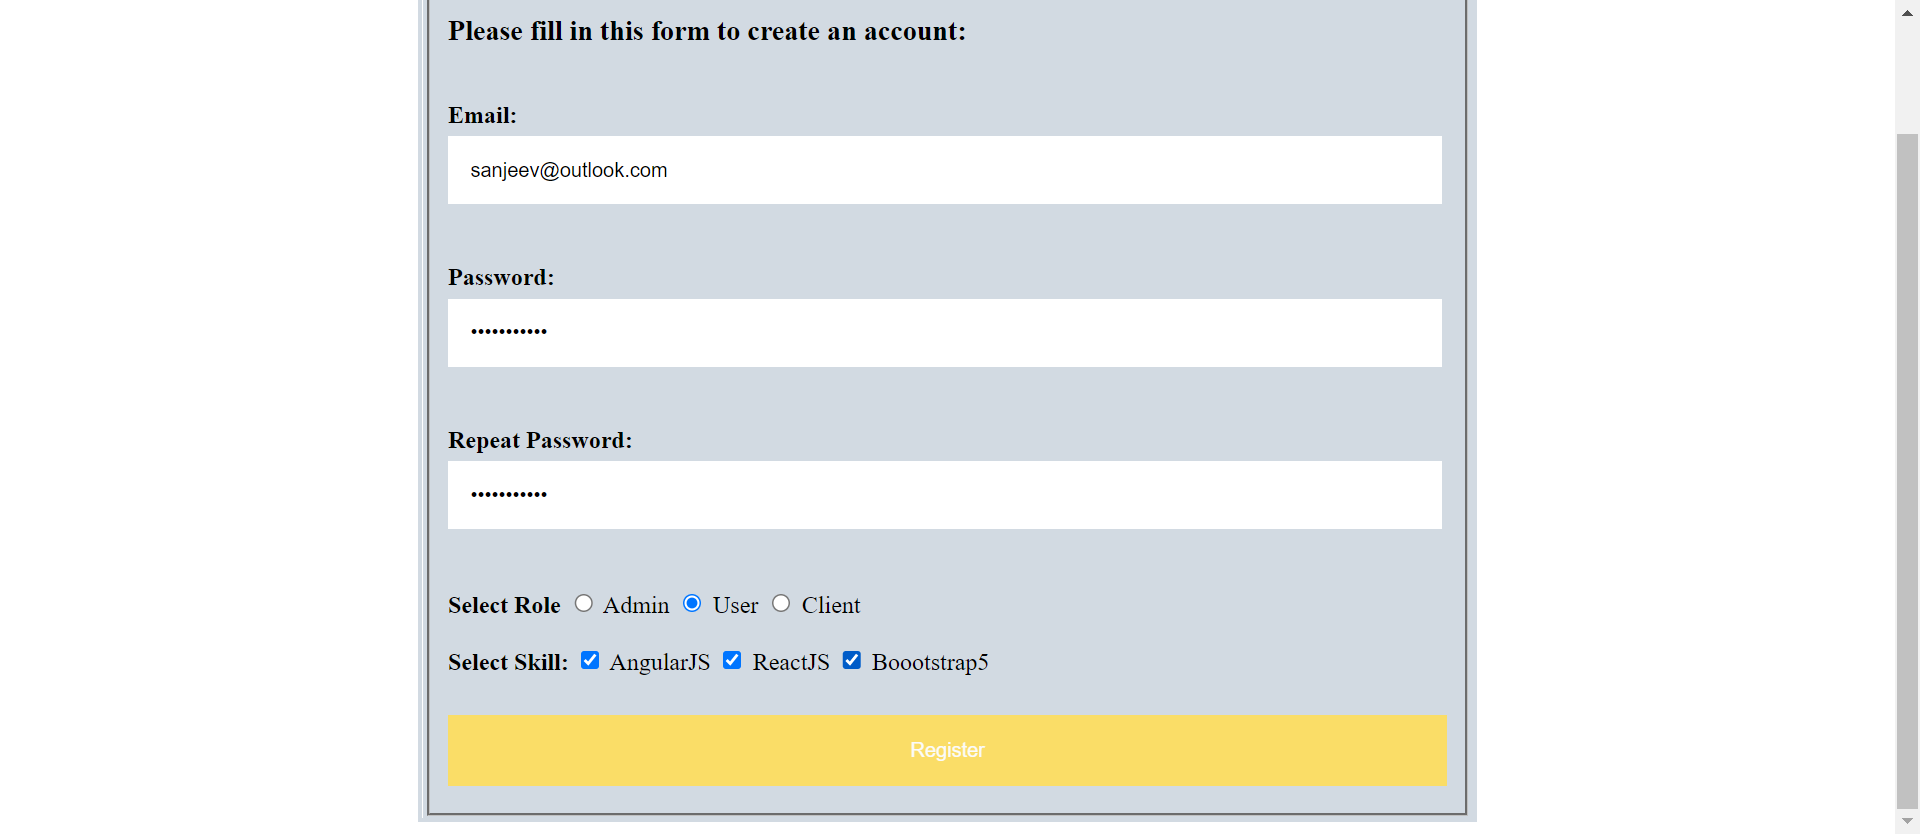 Please fill in this form to create an account:
Email:
sanjeev@outlook.com
Password:
•••••••••••
Repeat Password:
•••••••••••
Select Role Admin User Client
Select Skill: AngularJS ReactJS Boootstrap5
Register